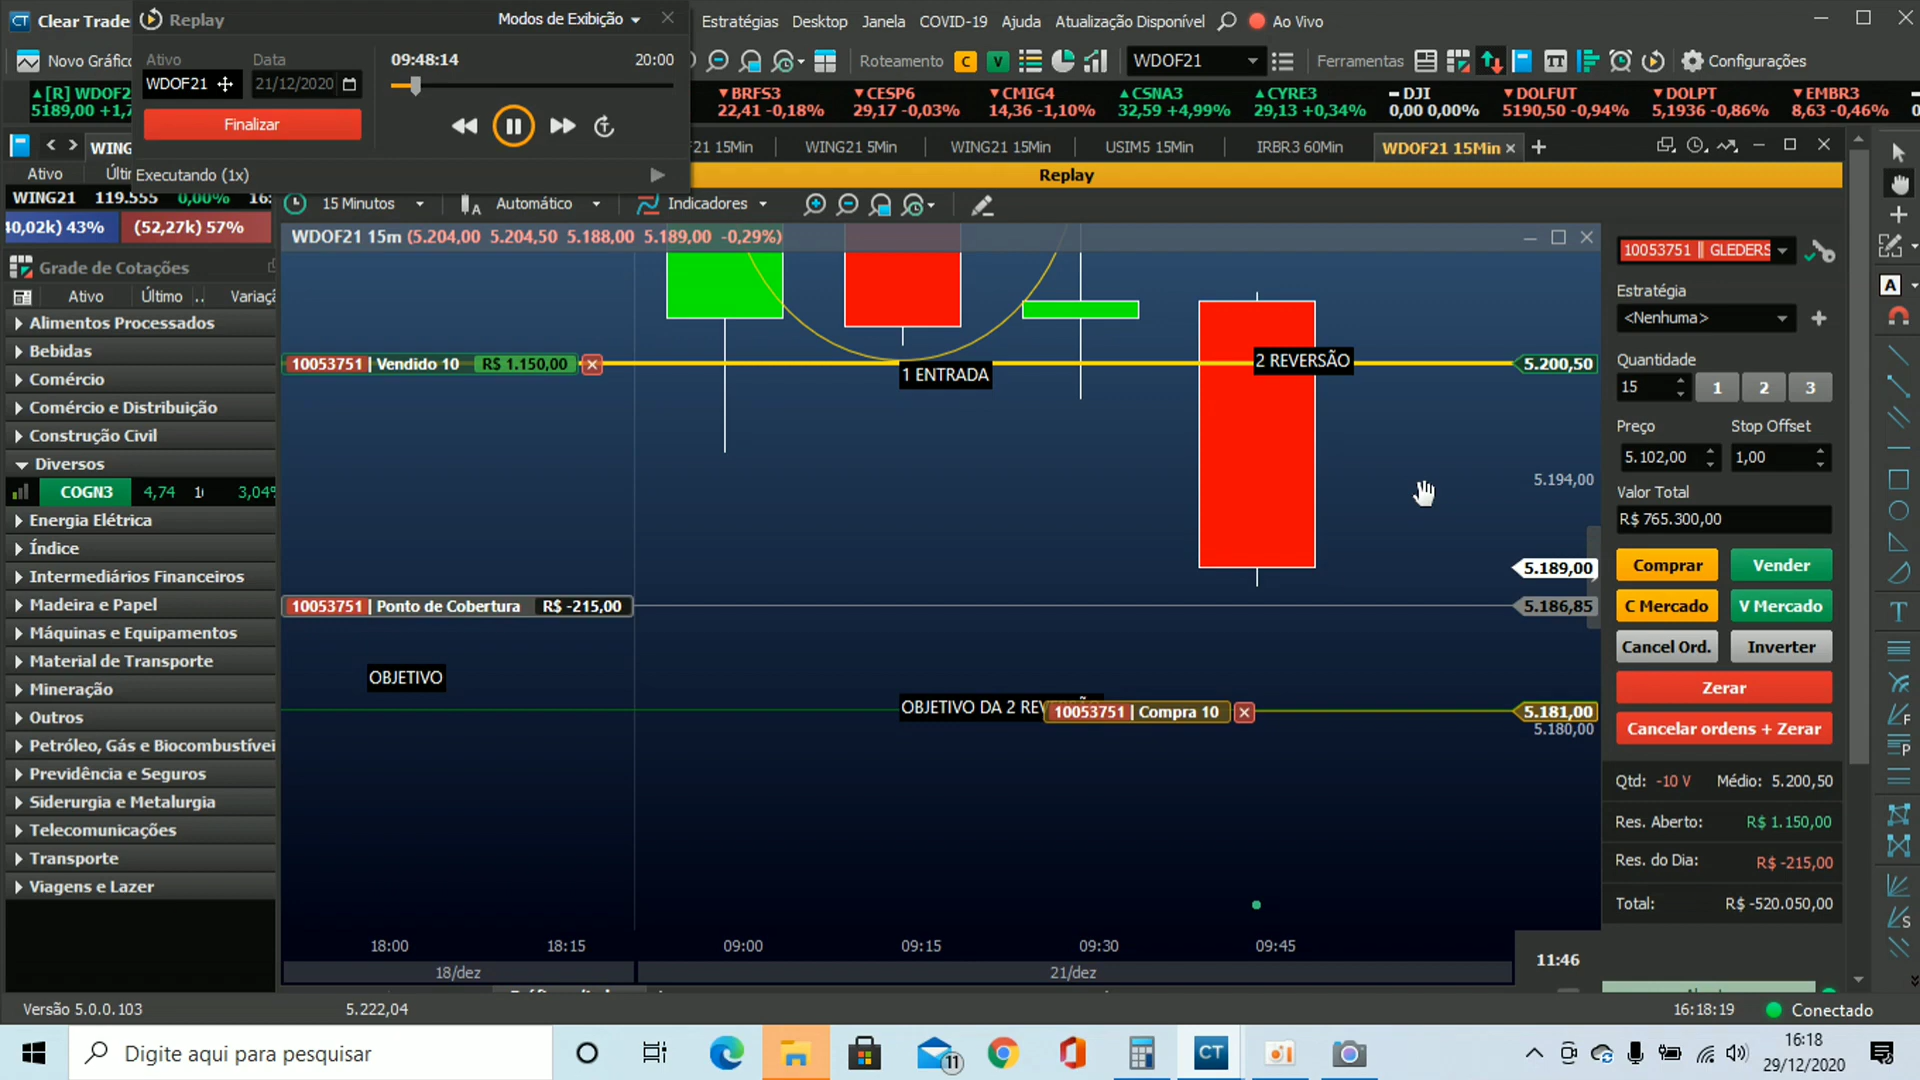 Clear Trade
Replay
Modos de Exibição
Estratégias Desktop Janela COVID-19 Ajuda Atualização Disponível Ao Vivo
Novo Gráfico
Ativo Data
09:48:14 20:00
WDOF21 21/12/2020
Roteamento C V WDOF21 Ferramentas Configurações
[R] WDOF2
5189,00 +1,7
BRFS3 CESP6 CMIG4 CSNA3 CYRE3 DJI DOLFUT DOLPT EMBR3
22,41 -0,18% 29,17 -0,03% 14,36 -1,10% 32,59 +4,99% 29,13 +0,34% 0,00 0,00% 5190,50 -0,94% 5,1936 -0,86% 8,63 -0,46%
Finalizar
WING
21 15Min WING21 5Min WING21 15Min USIM5 15Min IRBR3 60Min WDOF21 15Min
Executando (1x)
Replay
Ativo
WING21 119.555 0,00% 16:
40,02k) 43% (52,27k) 57%
15 Minutos Automático Indicadores
WDOF21 15m (5.204,00 5.204,50 5.188,00 5.189,00 -0,29%)
Grade de Cotações
Ativo Último .. Variaçã
Alimentos Processados
Bebidas
Comércio
Comércio e Distribuição
Construção Civil
Diversos
COGN3 4,74 3,04%
Energia Elétrica
Índice
Intermediários Financeiros
Madeira e Papel
Máquinas e Equipamentos
Material de Transporte
Mineração
Outros
Petróleo, Gás e Biocombustívei
Previdência e Seguros
Siderurgia e Metalurgia
Telecomunicações
Transporte
Viagens e Lazer
10053751 | Vendido 10 R$ 1.150,00
1 ENTRADA
2 REVERSÃO
5.200,50
5.194,00
5.189,00
10053751 | Ponto de Cobertura R$ -215,00
5.186,85
OBJETIVO
OBJETIVO DA 2 REV
10053751 | Compra 10
5.181,00
5.180,00
18:00 18:15 09:00 09:15 09:30 09:45
18/dez 21/dez
11:46
10053751 || GLEDERS
Estratégia
<Nenhuma>
Quantidade
15 1 2 3
Preço Stop Offset
5.102,00 1,00
Valor Total
R$ 765.300,00
Comprar Vender
C Mercado V Mercado
Cancel Ord. Inverter
Zerar
Cancelar ordens + Zerar
Qtd: -10 V Médio: 5.200,50
Res. Aberto: R$ 1.150,00
Res. do Dia: R$ -215,00
Total: R$ -520.050,00
Versão 5.0.0.103 5.222,04 16:18:19 Conectado
Digite aqui para pesquisar
11
CT
16:18
29/12/2020